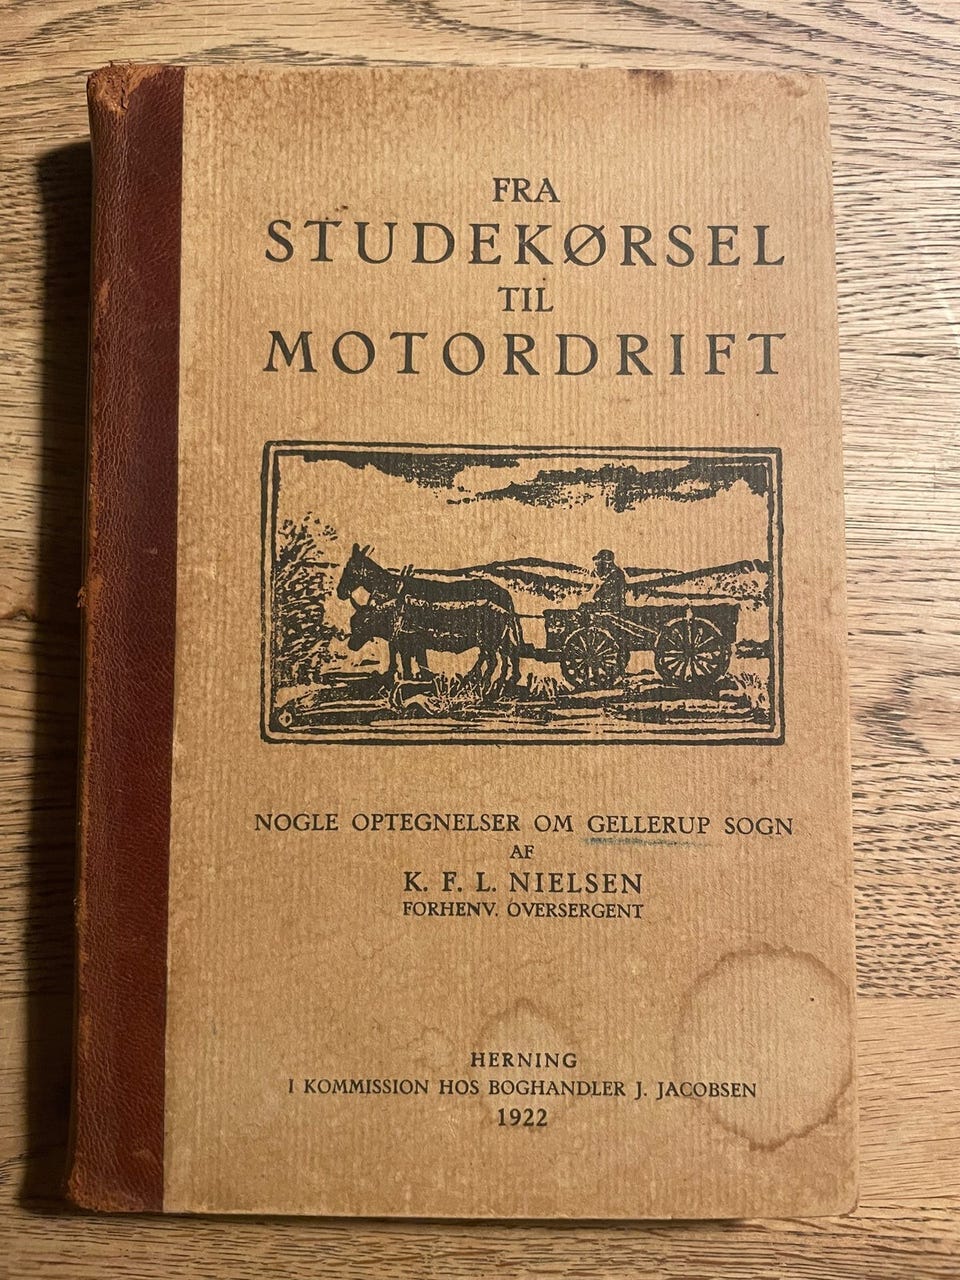 FRA
STUDEKØRSEL
TIL
MOTORDRIFT
NOGLE OPTEGNELSER OM GELLERUP SOGN
AF
K. F. L. NIELSEN
FORHENV. OVERSERGENT
HERNING
I KOMMISSION HOS BOGHANDLER J. JACOBSEN
1922